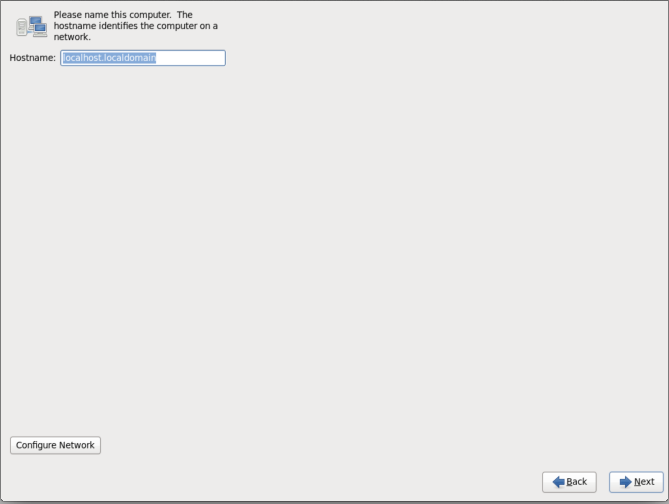 Please name this computer.  The
hostname identifies the computer on a
network.
Hostname: localhost.localdomain
Configure Network
Back
Next